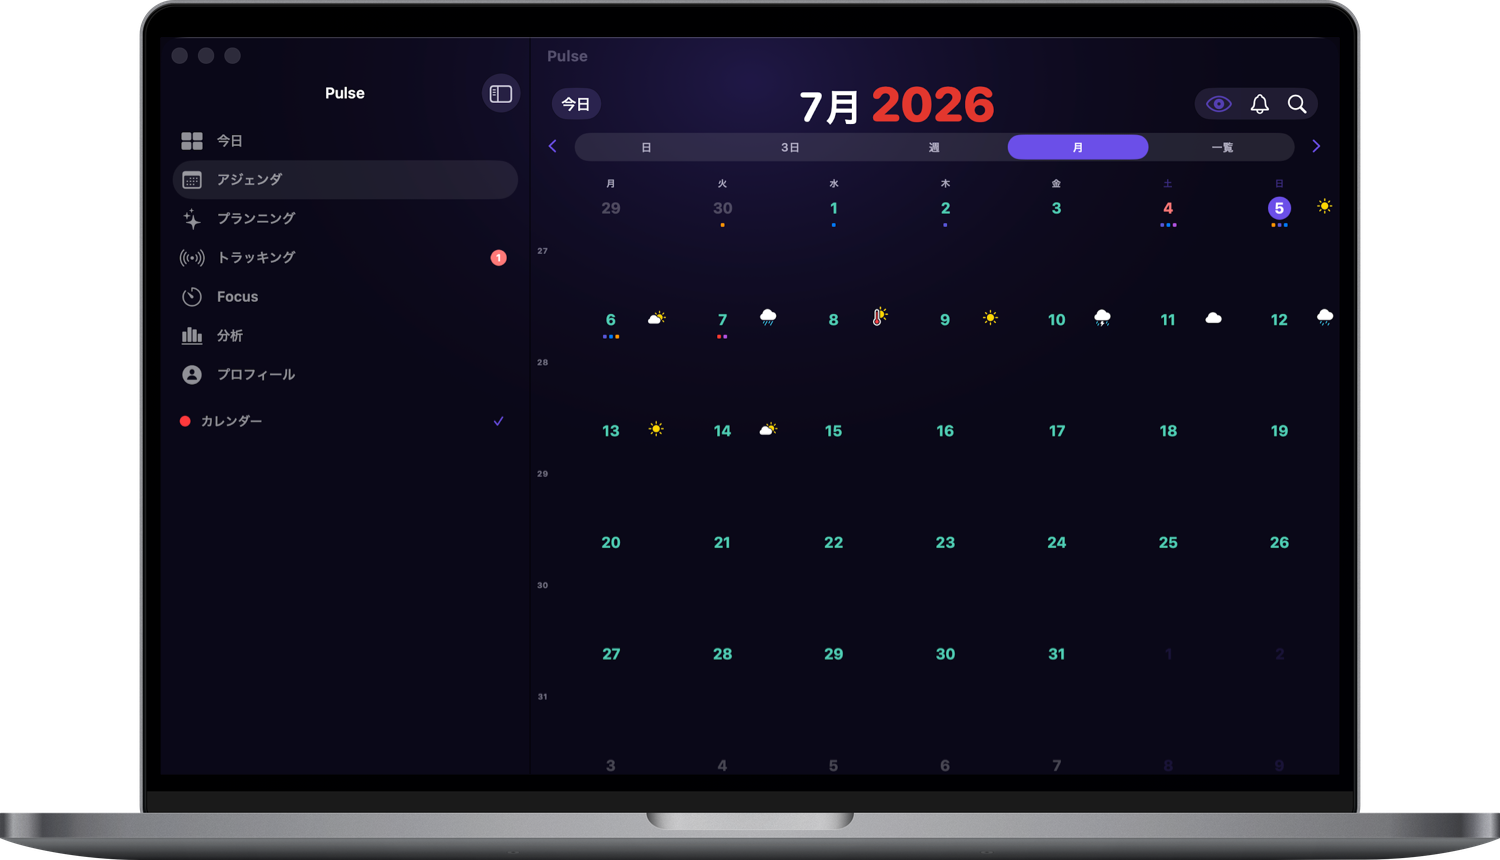 Pulse
今日
アジェンダ
プランニング
トラッキング 1
Focus
分析
プロフィール
カレンダー
Pulse
今日
7月 2026
日 3日 週 月 一覧
月 火 水 木 金 土 日
29 30 1 2 3 4 5
27
6 7 8 9 10 11 12
28
13 14 15 16 17 18 19
29
20 21 22 23 24 25 26
30
27 28 29 30 31 1 2
31
3 4 5 6 7 8 9